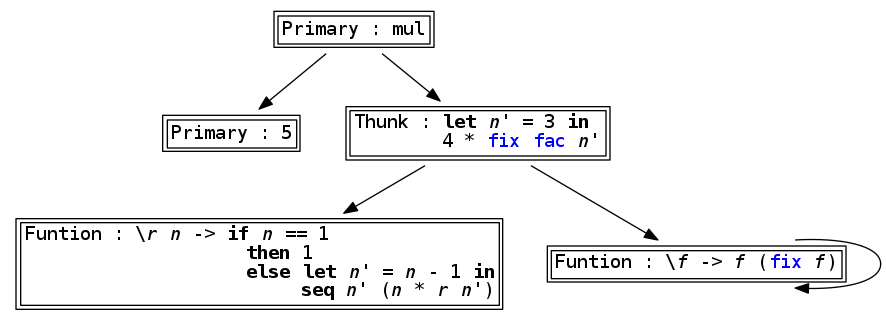 Primary : mul
Primary : 5
Thunk : let n' = 3 in
4 * fix fac n'
Funtion : \r n -> if n == 1
then 1
else let n' = n - 1 in
seq n' (n * r n')
Funtion : \f -> f (fix f)